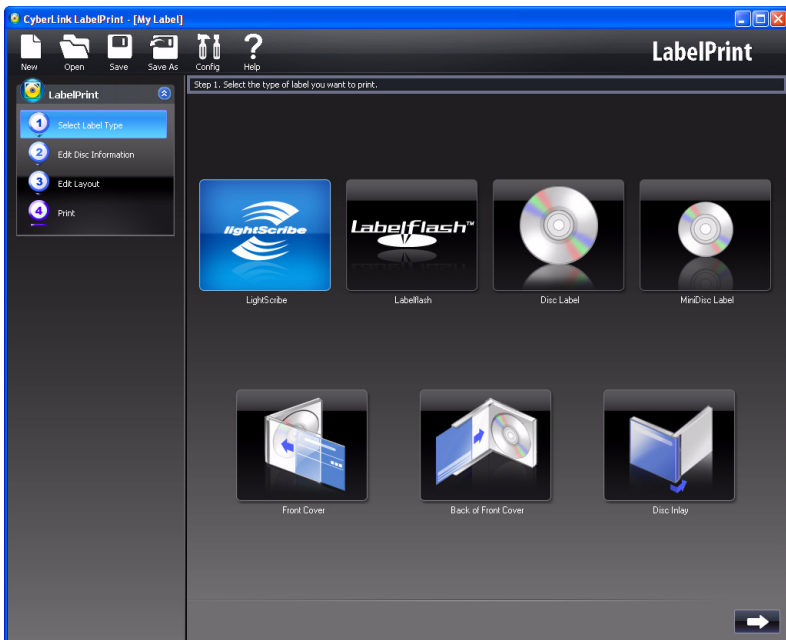 CyberLink LabelPrint - [My Label]
New Open Save Save As Config Help
LabelPrint
LabelPrint
1 Select Label Type
2 Edit Disc Information
3 Edit Layout
4 Print
Step 1. Select the type of label you want to print.
lightScribe
Labelflash™
LightScribe Labelflash Disc Label MiniDisc Label
Front Cover Back of Front Cover Disc Inlay